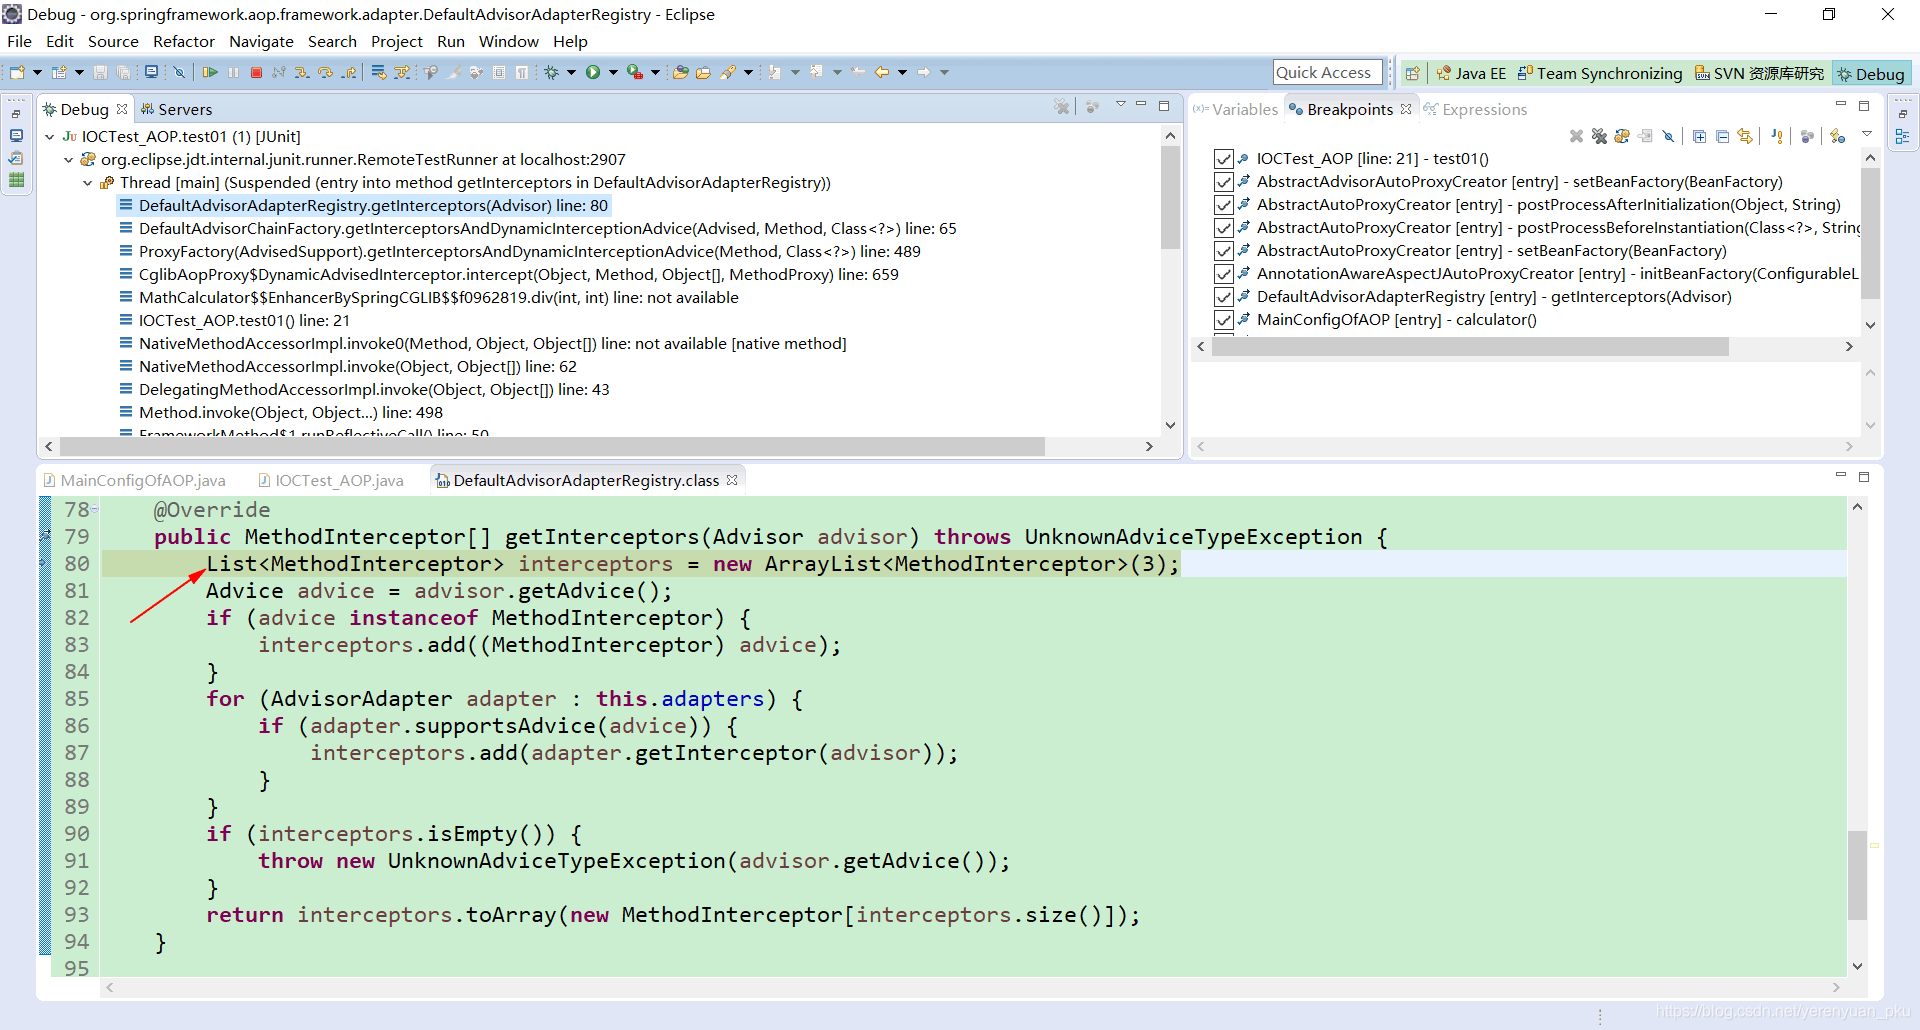 Debug - org.springframework.aop.framework.adapter.DefaultAdvisorAdapterRegistry - Eclipse
File Edit Source Refactor Navigate Search Project Run Window Help
Quick Access
Java EE
Team Synchronizing
SVN 资源库研究
Debug
Debug
Servers
IOCTest_AOP.test01 (1) [JUnit]
org.eclipse.jdt.internal.junit.runner.RemoteTestRunner at localhost:2907
Thread [main] (Suspended (entry into method getInterceptors in DefaultAdvisorAdapterRegistry))
DefaultAdvisorAdapterRegistry.getInterceptors(Advisor) line: 80
DefaultAdvisorChainFactory.getInterceptorsAndDynamicInterceptionAdvice(Advised, Method, Class<?>) line: 65
ProxyFactory(AdvisedSupport).getInterceptorsAndDynamicInterceptionAdvice(Method, Class<?>) line: 489
CglibAopProxy$DynamicAdvisedInterceptor.intercept(Object, Method, Object[], MethodProxy) line: 659
MathCalculator$$EnhancerBySpringCGLIB$$f0962819.div(int, int) line: not available
IOCTest_AOP.test01() line: 21
NativeMethodAccessorImpl.invoke0(Method, Object, Object[]) line: not available [native method]
NativeMethodAccessorImpl.invoke(Object, Object[]) line: 62
DelegatingMethodAccessorImpl.invoke(Object, Object[]) line: 43
Method.invoke(Object, Object...) line: 498
FrameworkMethod$1.runReflectiveCall() line: 50
(x)= Variables
Breakpoints
Expressions
IOCTest_AOP [line: 21] - test01()
AbstractAdvisorAutoProxyCreator [entry] - setBeanFactory(BeanFactory)
AbstractAutoProxyCreator [entry] - postProcessAfterInitialization(Object, String)
AbstractAutoProxyCreator [entry] - postProcessBeforeInstantiation(Class<?>, String
AbstractAutoProxyCreator [entry] - setBeanFactory(BeanFactory)
AnnotationAwareAspectJAutoProxyCreator [entry] - initBeanFactory(ConfigurableL
DefaultAdvisorAdapterRegistry [entry] - getInterceptors(Advisor)
MainConfigOfAOP [entry] - calculator()
MainConfigOfAOP.java
IOCTest_AOP.java
DefaultAdvisorAdapterRegistry.class
78 @Override
79 public MethodInterceptor[] getInterceptors(Advisor advisor) throws UnknownAdviceTypeException {
80 List<MethodInterceptor> interceptors = new ArrayList<MethodInterceptor>(3);
81 Advice advice = advisor.getAdvice();
82 if (advice instanceof MethodInterceptor) {
83 interceptors.add((MethodInterceptor) advice);
84 }
85 for (AdvisorAdapter adapter : this.adapters) {
86 if (adapter.supportsAdvice(advice)) {
87 interceptors.add(adapter.getInterceptor(advisor));
88 }
89 }
90 if (interceptors.isEmpty()) {
91 throw new UnknownAdviceTypeException(advisor.getAdvice());
92 }
93 return interceptors.toArray(new MethodInterceptor[interceptors.size()]);
94 }
95
https://blog.csdn.net/yerenyuan_pku